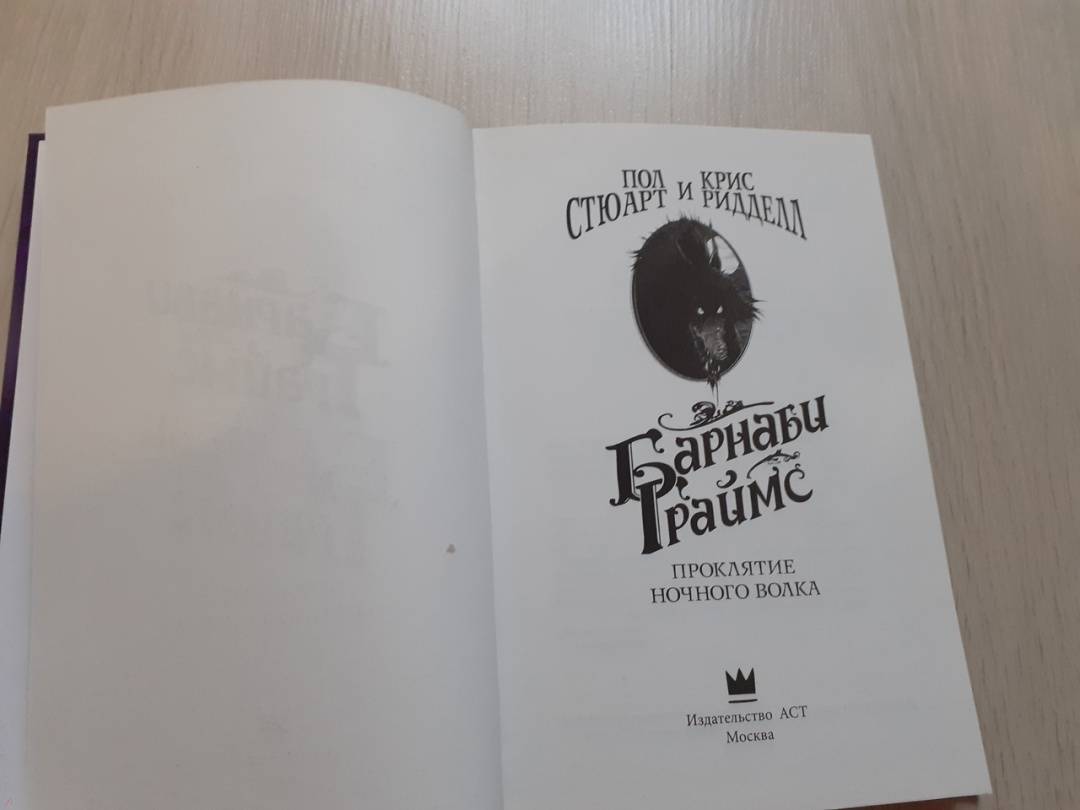 ПОЛ СТЮАРТ И КРИС РИДДЕЛЛ
БАРНАБИ
ГРАЙМС
ПРОКЛЯТИЕ
НОЧНОГО ВОЛКА
Издательство АСТ
Москва